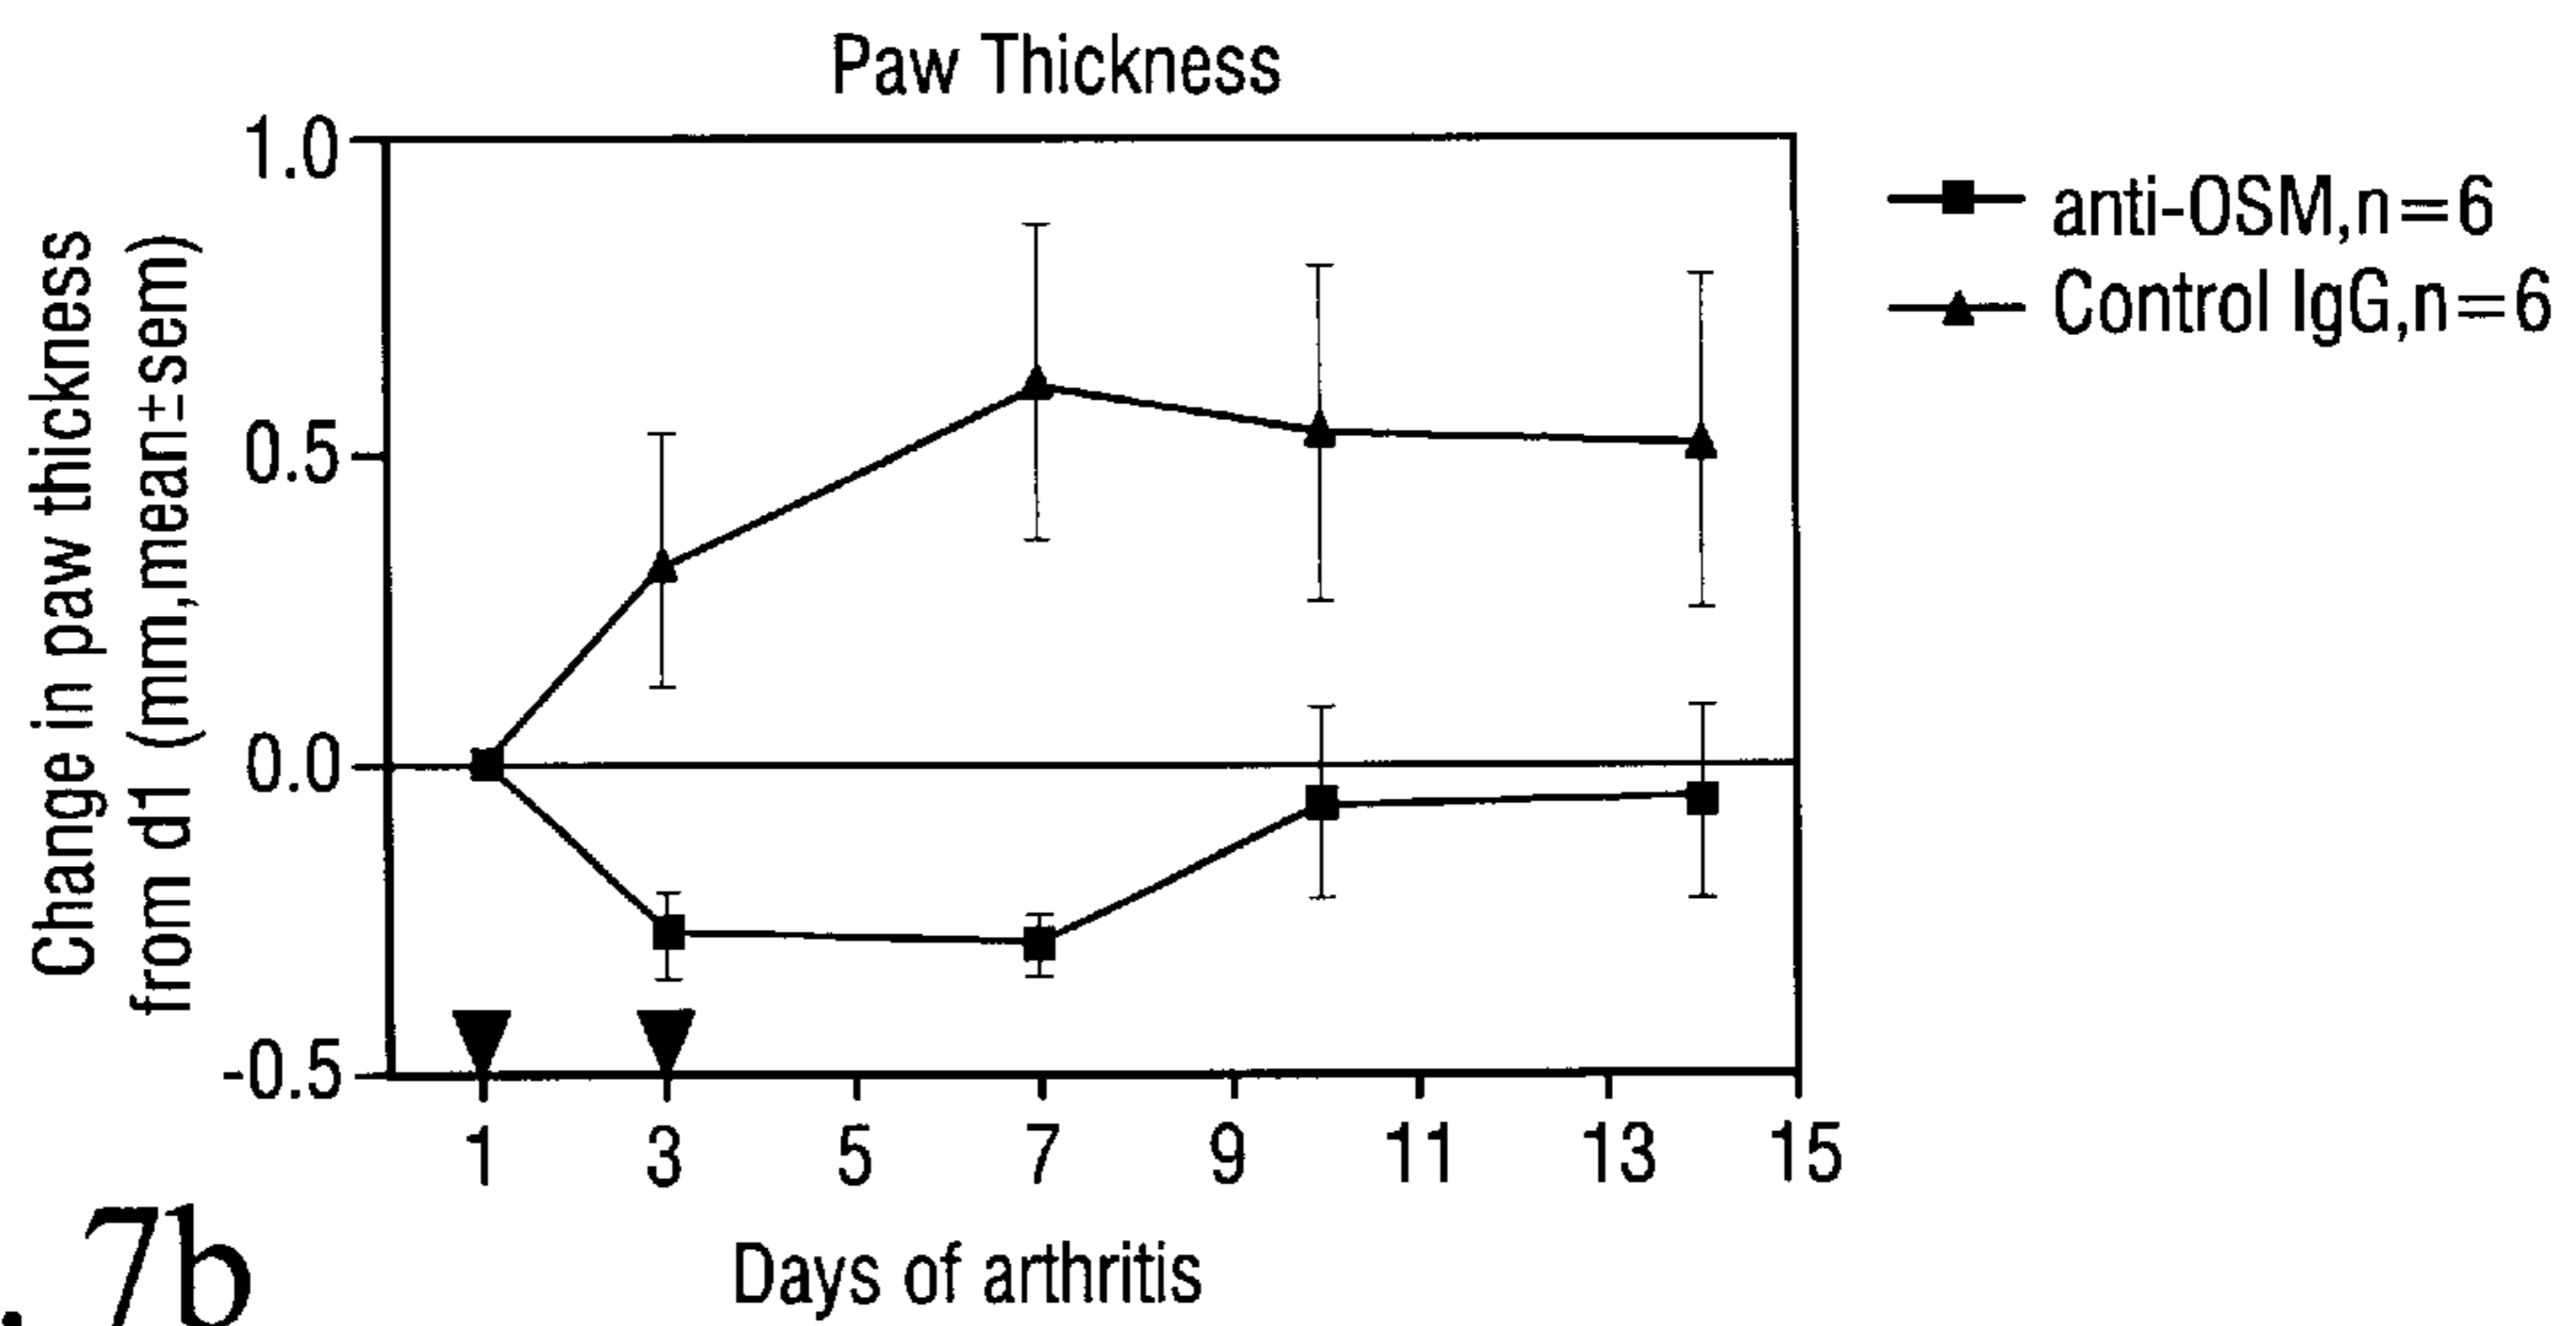 Paw Thickness
1.0
0.5
0.0
-0.5
Change in paw thickness
from d1 (mm,mean±sem)
anti-OSM,n=6
Control IgG,n=6
1 3 5 7 9 11 13 15
Days of arthritis
. 7b